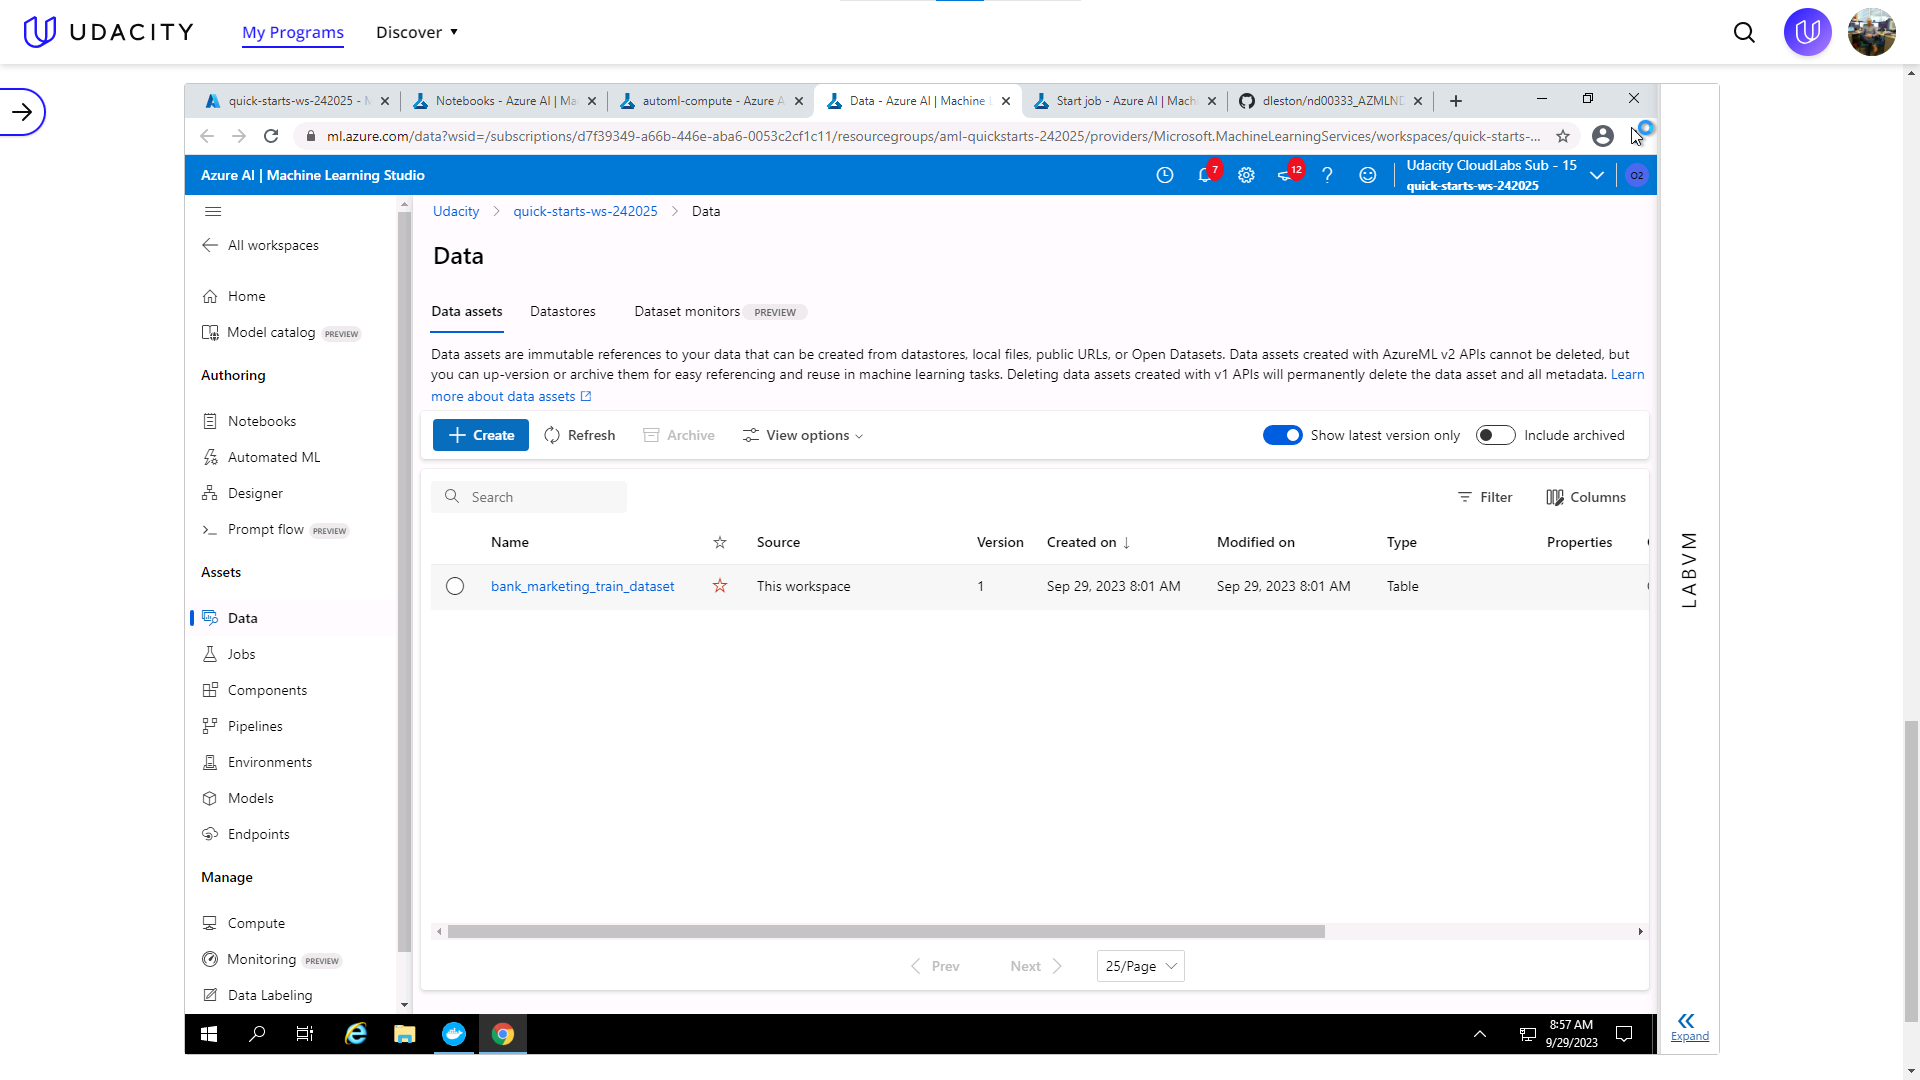 UDACITY
My Programs
Discover
quick-starts-ws-242025 -
Notebooks - Azure AI | Ma
automl-compute - Azure A
Data - Azure AI | Machine
Start job - Azure AI | Mach
dleston/nd00333_AZMLND
ml.azure.com/data?wsid=/subscriptions/d7f39349-a66b-446e-aba6-0053c2cf1c11/resourcegroups/aml-quickstarts-242025/providers/Microsoft.MachineLearningServices/workspaces/quick-starts-...
Azure AI | Machine Learning Studio
7
12
Udacity CloudLabs Sub - 15
quick-starts-ws-242025
O2
All workspaces
Home
Model catalog PREVIEW
Authoring
Notebooks
Automated ML
Designer
Prompt flow PREVIEW
Assets
Data
Jobs
Components
Pipelines
Environments
Models
Endpoints
Manage
Compute
Monitoring PREVIEW
Data Labeling
Udacity > quick-starts-ws-242025 > Data
Data
Data assets
Datastores
Dataset monitors PREVIEW
Data assets are immutable references to your data that can be created from datastores, local files, public URLs, or Open Datasets. Data assets created with AzureML v2 APIs cannot be deleted, but
you can up-version or archive them for easy referencing and reuse in machine learning tasks. Deleting data assets created with v1 APIs will permanently delete the data asset and all metadata. Learn
more about data assets
Create
Refresh
Archive
View options
Show latest version only
Include archived
Search
Filter
Columns
Name Source Version Created on ↓ Modified on Type Properties
bank_marketing_train_dataset This workspace 1 Sep 29, 2023 8:01 AM Sep 29, 2023 8:01 AM Table
Prev
Next
25/Page
LABVM
Expand
8:57 AM
9/29/2023